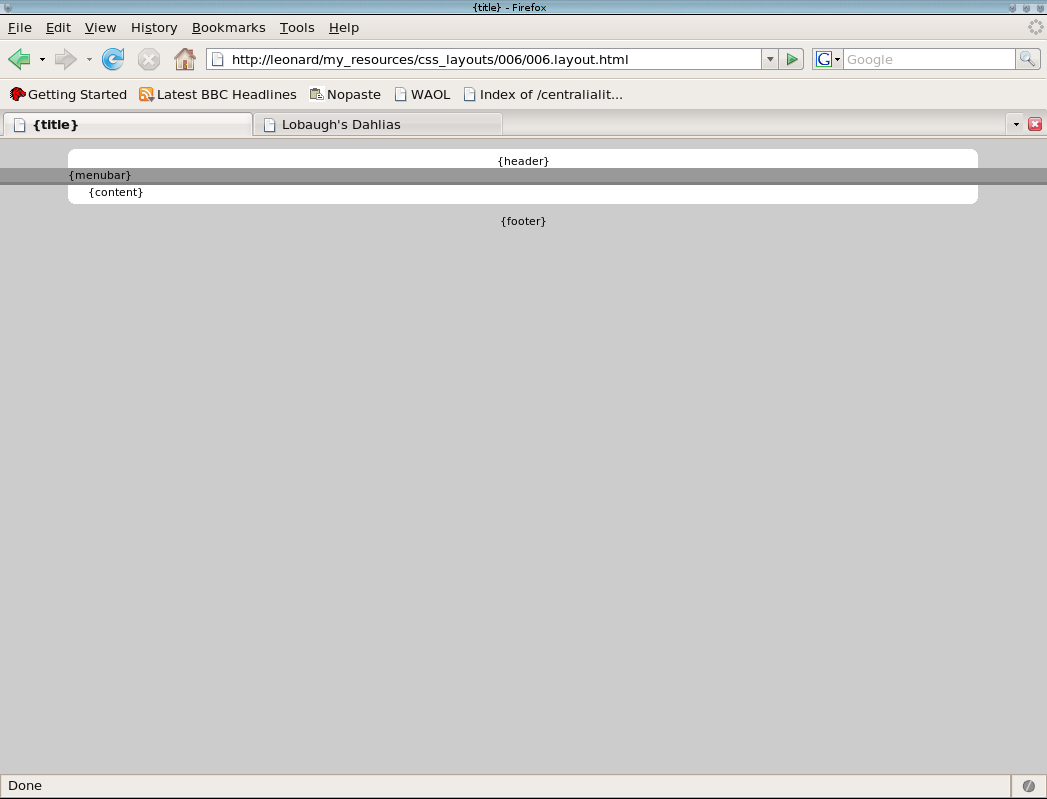 {title} - Firefox
File Edit View History Bookmarks Tools Help
http://leonard/my_resources/css_layouts/006/006.layout.html G Google
Getting Started Latest BBC Headlines Nopaste WAOL Index of /centralialit...
{title} Lobaugh's Dahlias
{header}
{menubar}
{content}
{footer}
Done